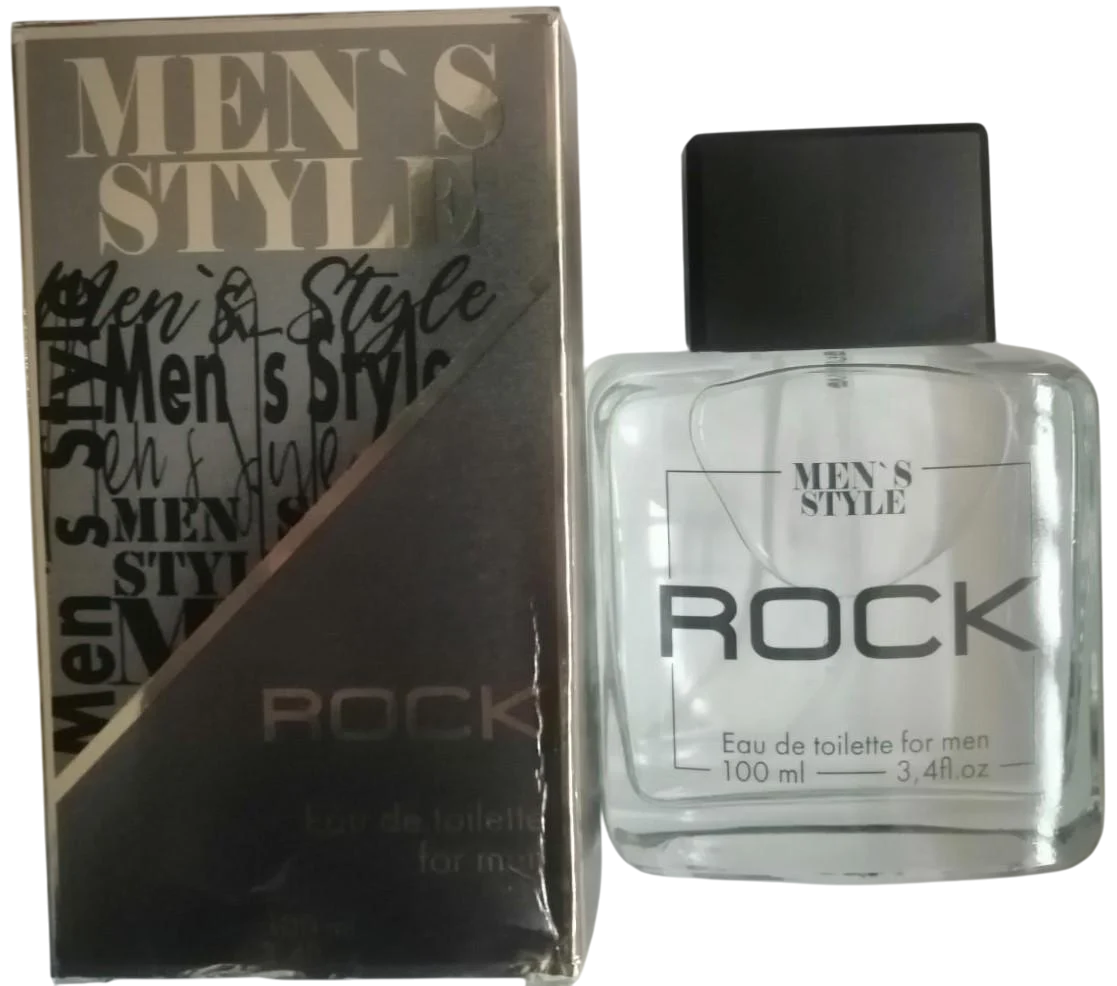 MEN`S
STYLE
Men`s Style
Men s Style
Men s Style
en s Style
MEN S
STYL
M
ROCK
Eau de toilette
for men
MEN`S
STYLE
ROCK
Eau de toilette for men
100 ml 3,4fl.oz